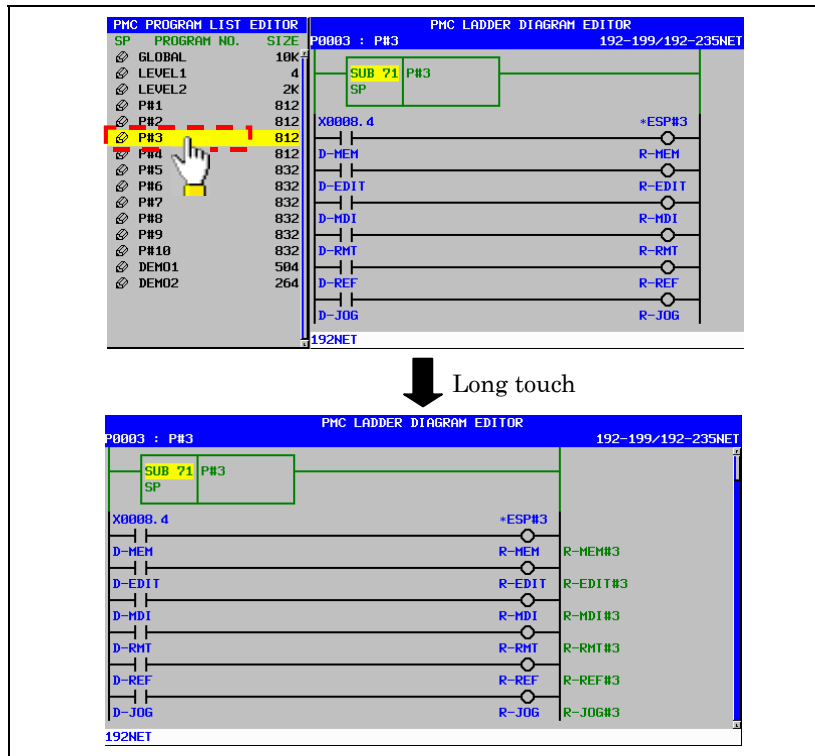 PMC PROGRAM LIST EDITOR
SP PROGRAM NO. SIZE
GLOBAL 10K
LEVEL1 4
LEVEL2 2K
P#1 812
P#2 812
P#3 812
P#4 812
P#5 832
P#6 832
P#7 832
P#8 832
P#9 832
P#10 832
DEMO1 504
DEMO2 264
PMC LADDER DIAGRAM EDITOR
P0003 : P#3 192-199/192-235NET
SUB 71 P#3
SP
X0008.4 *ESP#3
D-MEM R-MEM
D-EDIT R-EDIT
D-MDI R-MDI
D-RMT R-RMT
D-REF R-REF
D-JOG R-JOG
192NET
Long touch
PMC LADDER DIAGRAM EDITOR
P0003 : P#3 192-199/192-235NET
SUB 71 P#3
SP
X0008.4 *ESP#3
D-MEM R-MEM R-MEM#3
D-EDIT R-EDIT R-EDIT#3
D-MDI R-MDI R-MDI#3
D-RMT R-RMT R-RMT#3
D-REF R-REF R-REF#3
D-JOG R-JOG R-JOG#3
192NET